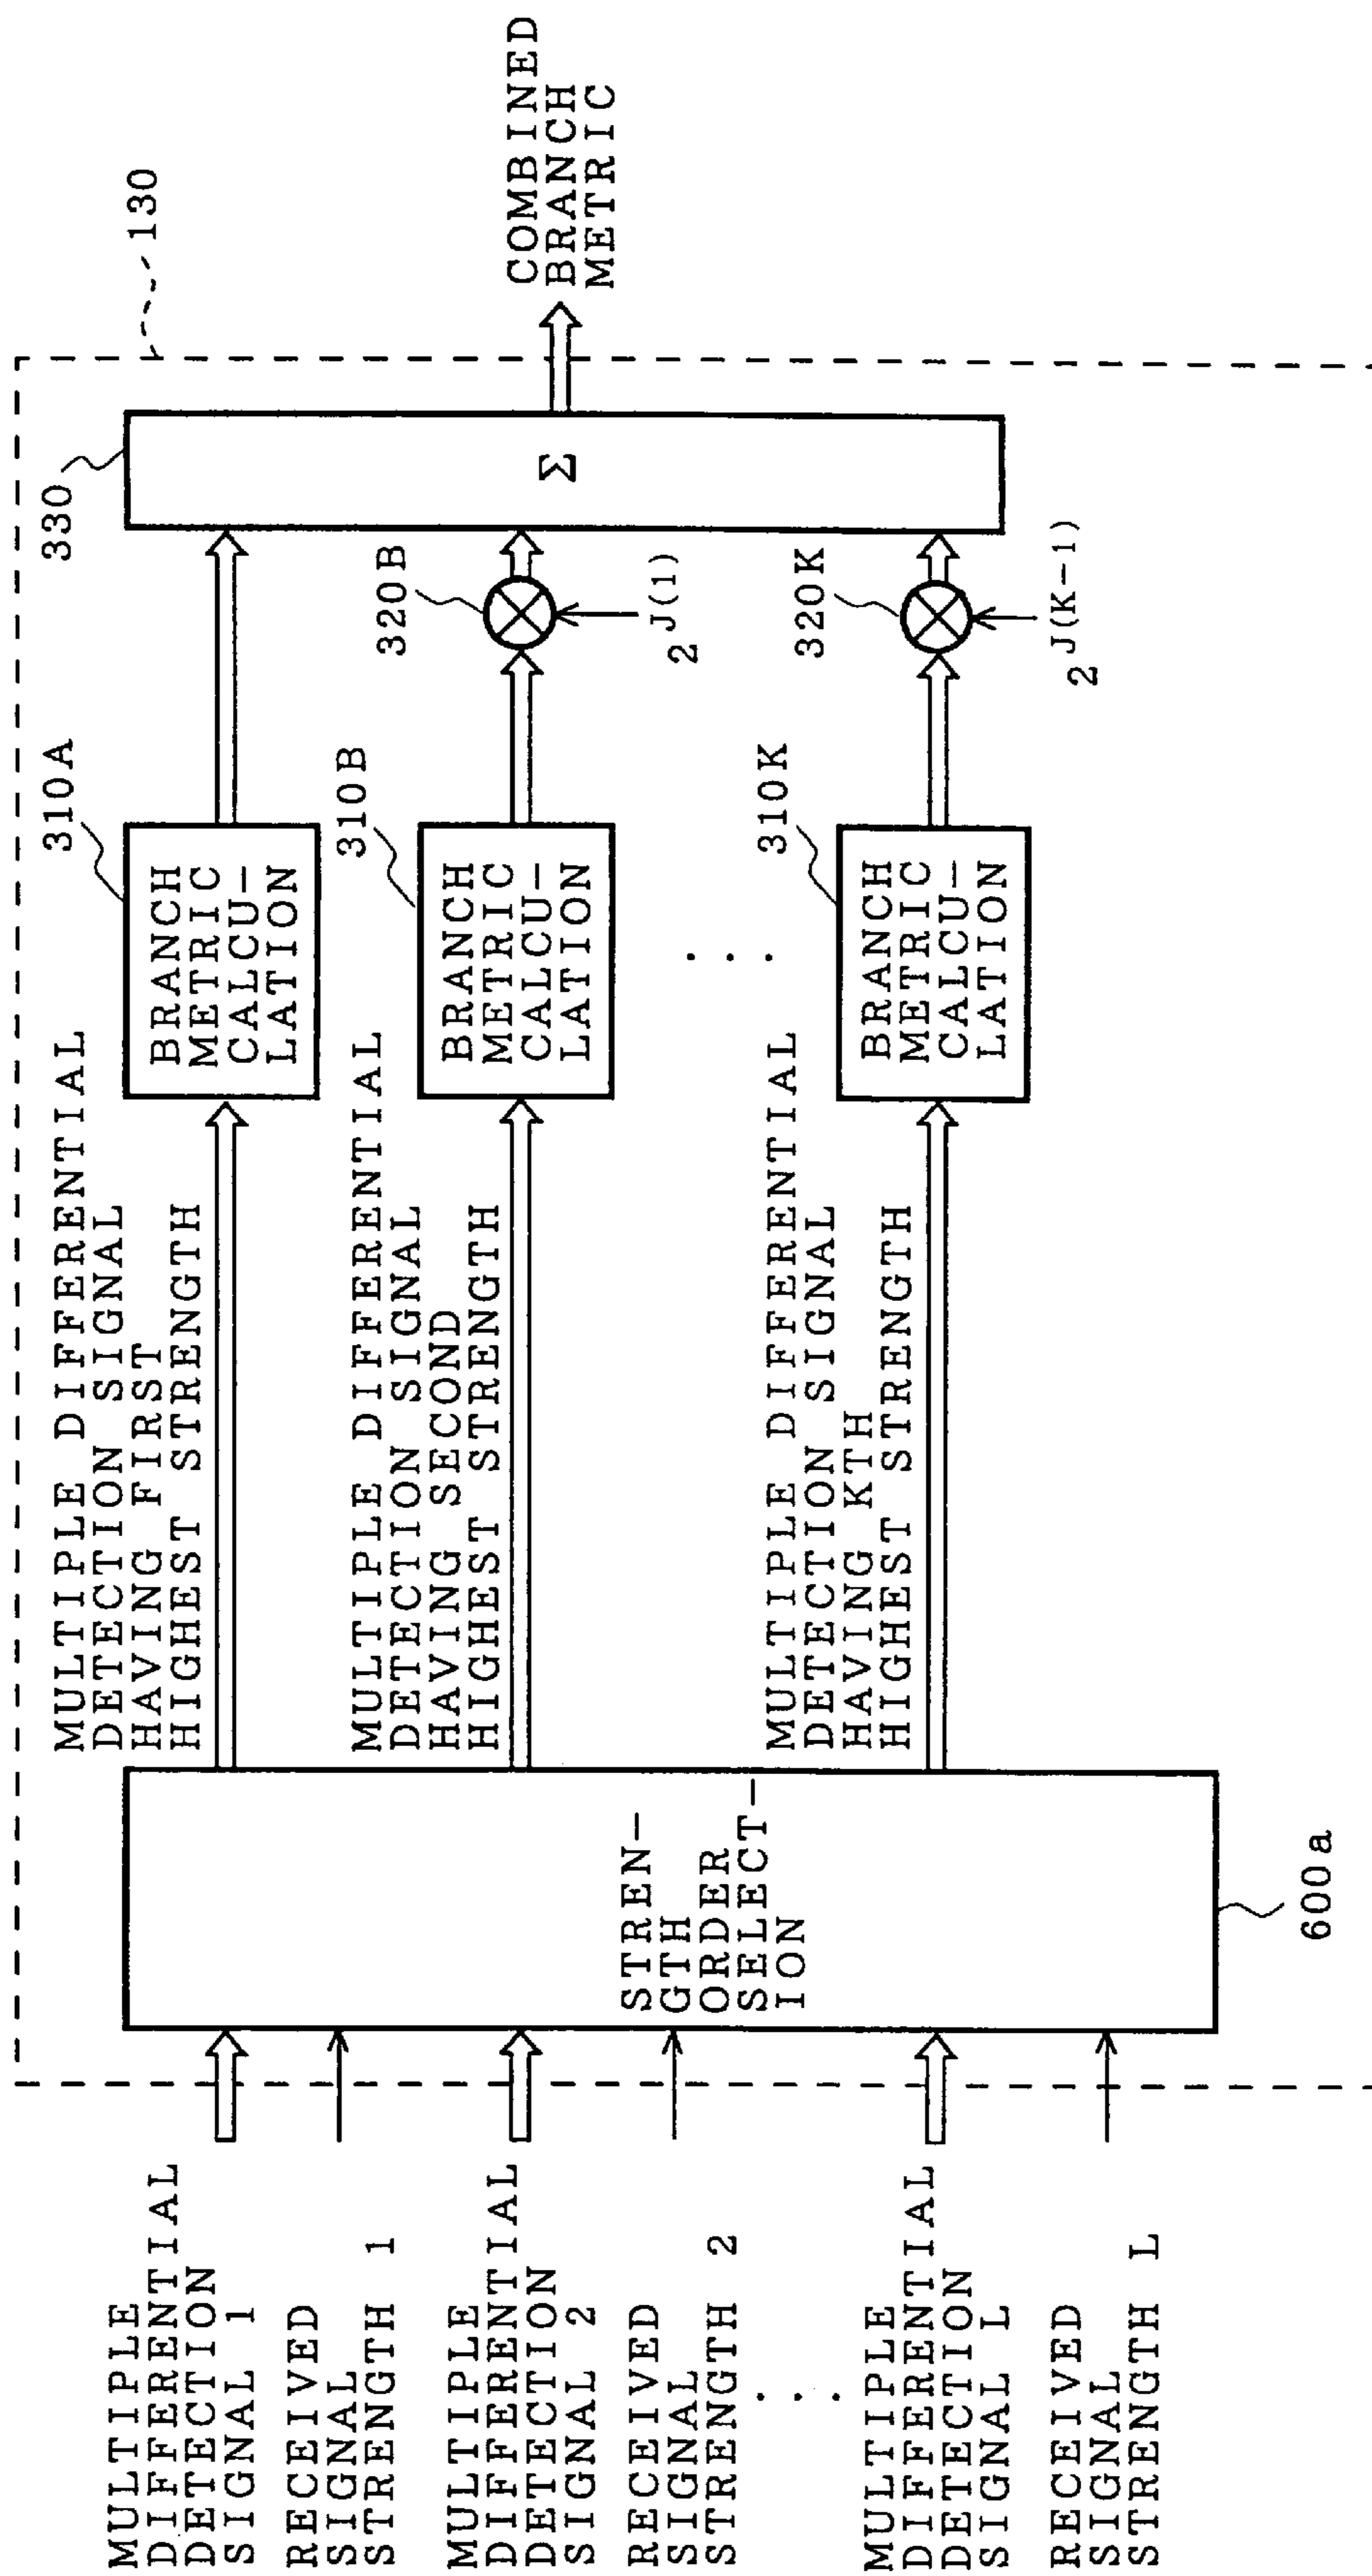 MULTIPLE
DIFFERENTIAL
DETECTION
SIGNAL 1
RECEIVED
SIGNAL
STRENGTH 1
MULTIPLE
DIFFERENTIAL
DETECTION
SIGNAL 2
RECEIVED
SIGNAL
STRENGTH 2
. . .
MULTIPLE
DIFFERENTIAL
DETECTION
SIGNAL L
RECEIVED
SIGNAL
STRENGTH L
STREN-
GTH
ORDER
SELECT-
ION
600a
MULTIPLE DIFFERENTIAL
DETECTION SIGNAL
HAVING FIRST
HIGHEST STRENGTH
MULTIPLE DIFFERENTIAL
DETECTION SIGNAL
HAVING SECOND
HIGHEST STRENGTH
MULTIPLE DIFFERENTIAL
DETECTION SIGNAL
HAVING KTH
HIGHEST STRENGTH
310A
BRANCH
METRIC
CALCU-
LATION
310B
BRANCH
METRIC
CALCU-
LATION
. . .
310K
BRANCH
METRIC
CALCU-
LATION
320B
2 J(1)
320K
2 J(K-1)
330
Σ
130
COMBINED
BRANCH
METRIC